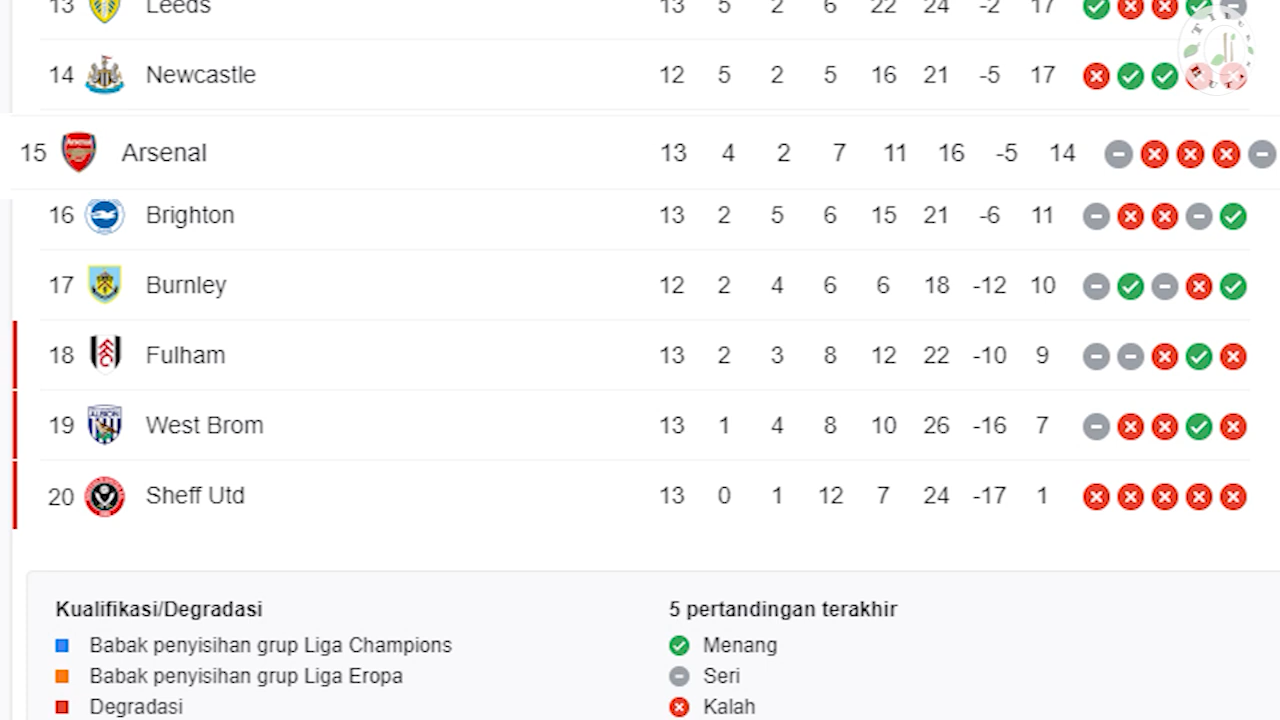 13 Leeds 13 5 2 6 22 24 -2 17
14 Newcastle 12 5 2 5 16 21 -5 17
15 Arsenal 13 4 2 7 11 16 -5 14
16 Brighton 13 2 5 6 15 21 -6 11
17 Burnley 12 2 4 6 6 18 -12 10
18 Fulham 13 2 3 8 12 22 -10 9
19 West Brom 13 1 4 8 10 26 -16 7
20 Sheff Utd 13 0 1 12 7 24 -17 1
Kualifikasi/Degradasi
Babak penyisihan grup Liga Champions
Babak penyisihan grup Liga Eropa
Degradasi
5 pertandingan terakhir
Menang
Seri
Kalah